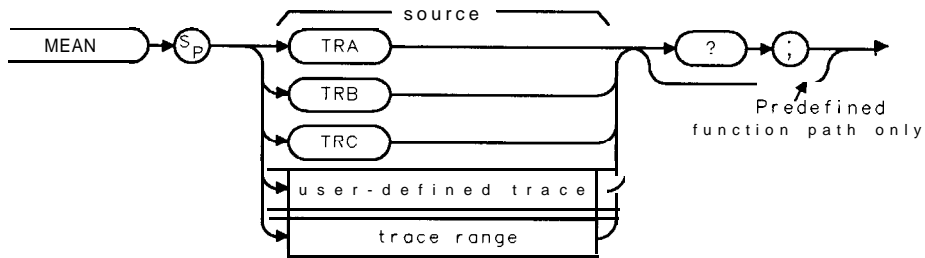 source
MEAN SP TRA ? ;
TRB
TRC
Predefined
function path only
user-defined trace
trace range